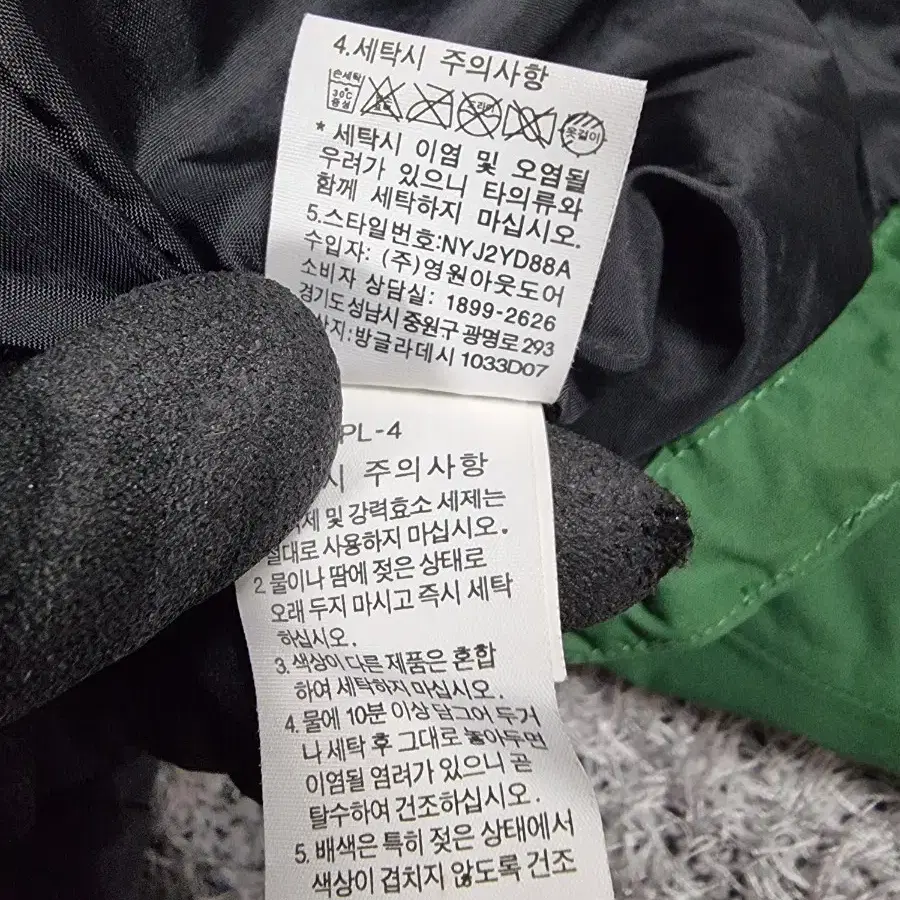 4.세탁시 주의사항
손세탁 30℃ 중성 드라이 옷걸이
* 세탁시 이염 및 오염될
우려가 있으니 타의류와
함께 세탁하지 마십시오.
5.스타일번호:NYJ2YD88A
수입자: (주)영원아웃도어
소비자 상담실: 1899-2626
경기도 성남시 중원구 광명로 293
지:방글라데시 1033D07
PL-4
시 주의사항
제 및 강력효소 세제는
절대로 사용하지 마십시오.
2. 물이나 땀에 젖은 상태로
오래 두지 마시고 즉시 세탁
하십시오.
3. 색상이 다른 제품은 혼합
하여 세탁하지 마십시오.
4. 물에 10분 이상 담그어 두거
나 세탁 후 그대로 놓아두면
이염될 염려가 있으니 곧
탈수하여 건조하십시오.
5. 배색은 특히 젖은 상태에서
색상이 겹치지 않도록 건조